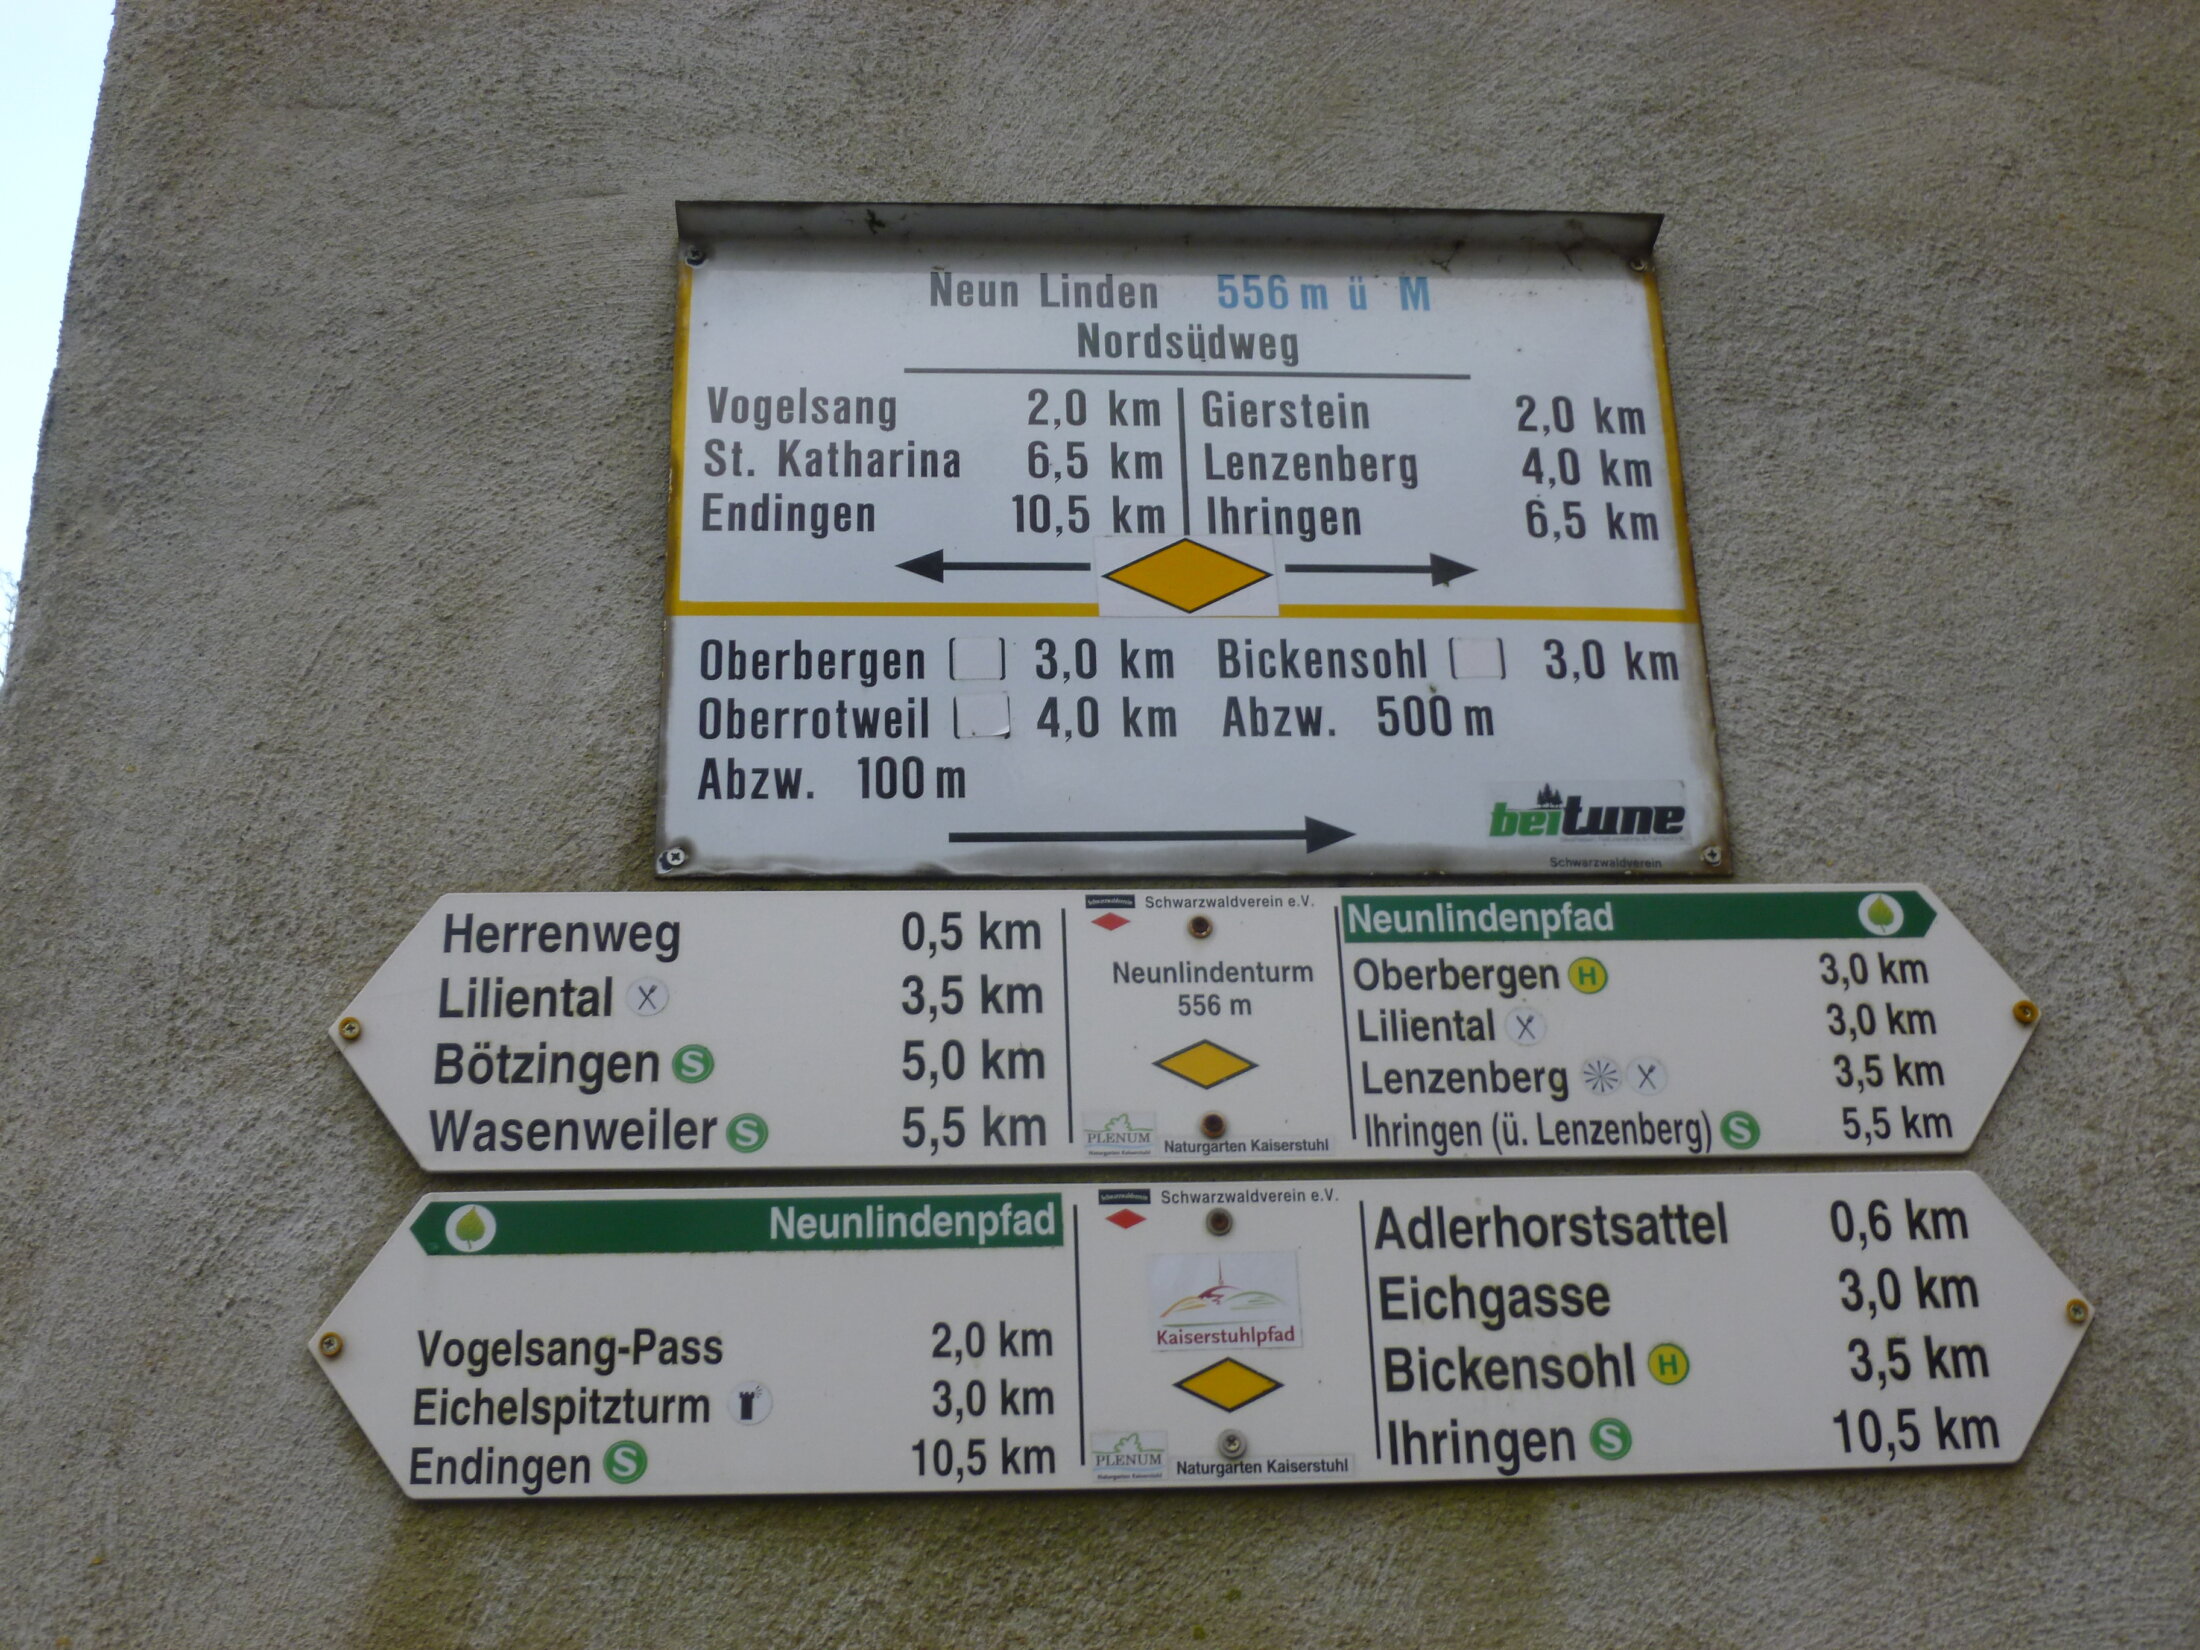 Neun Linden 556 m ü M
Nordsüdweg
Vogelsang 2,0 km Gierstein 2,0 km
St. Katharina 6,5 km Lenzenberg 4,0 km
Endingen 10,5 km Ihringen 6,5 km
Oberbergen 3,0 km Bickensohl 3,0 km
Oberrotweil 4,0 km Abzw. 500 m
Abzw. 100 m
beitune
Schwarzwaldverein
Herrenweg 0,5 km
Liliental 3,5 km
Bötzingen S 5,0 km
Wasenweiler S 5,5 km
Schwarzwaldverein e.V.
Neunlindenturm
556 m
PLENUM
Naturgarten Kaiserstuhl
Neunlindenpfad
Oberbergen H 3,0 km
Liliental 3,0 km
Lenzenberg 3,5 km
Ihringen (ü. Lenzenberg) S 5,5 km
Neunlindenpfad
Vogelsang-Pass 2,0 km
Eichelspitzturm 3,0 km
Endingen S 10,5 km
Schwarzwaldverein e.V.
Kaiserstuhlpfad
PLENUM
Naturgarten Kaiserstuhl
Adlerhorstsattel 0,6 km
Eichgasse 3,0 km
Bickensohl H 3,5 km
Ihringen S 10,5 km